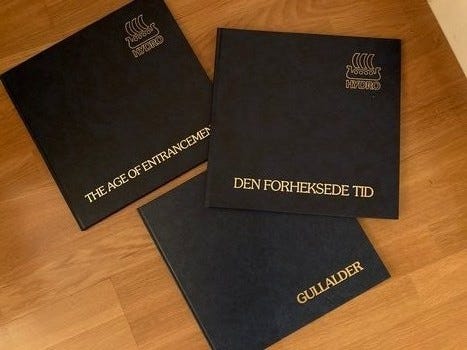 HYDRO
THE AGE OF ENTRANCEMEN
HYDRO
DEN FORHEKSEDE TID
GULLALDER